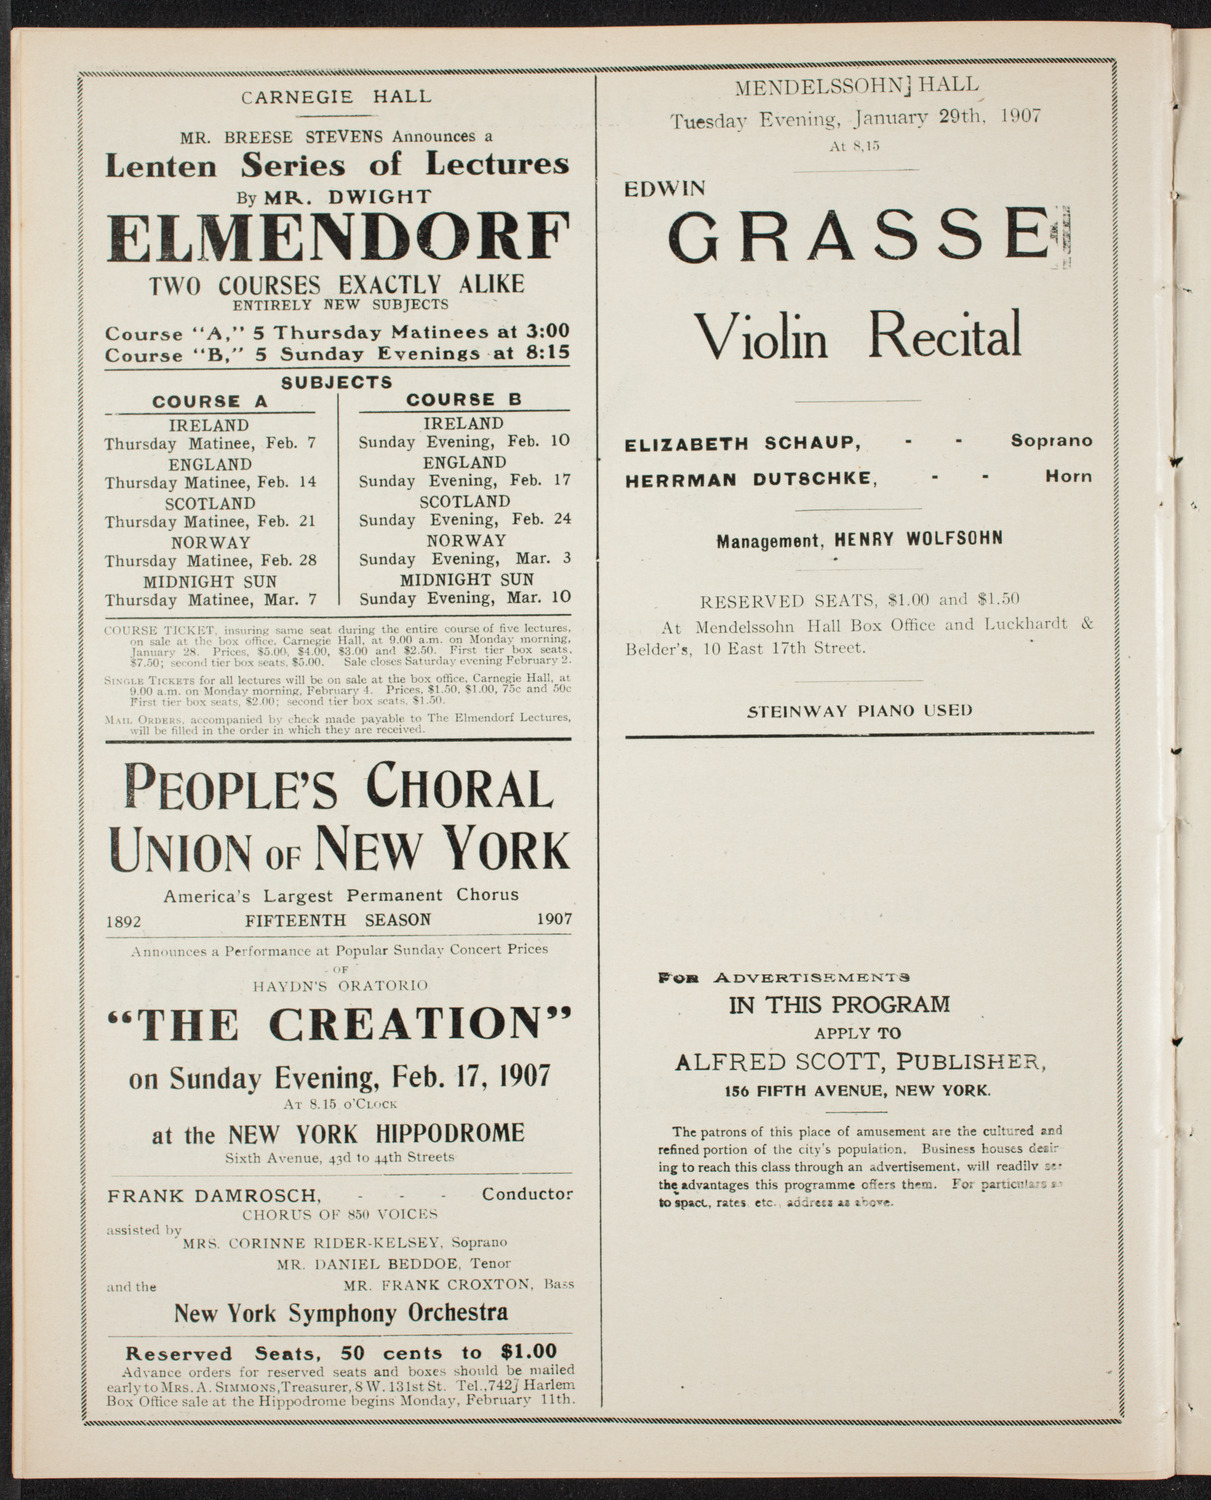 CARNEGIE HALL
MR. BREESE STEVENS Announces a
Lenten Series of Lectures
By MR. DWIGHT
ELMENDORF
TWO COURSES EXACTLY ALIKE
ENTIRELY NEW SUBJECTS
Course "A," 5 Thursday Matinees at 3:00
Course "B," 5 Sunday Evenings at 8:15
SUBJECTS
COURSE A
IRELAND
Thursday Matinee, Feb. 7
ENGLAND
Thursday Matinee, Feb. 14
SCOTLAND
Thursday Matinee, Feb. 21
NORWAY
Thursday Matinee, Feb. 28
MIDNIGHT SUN
Thursday Matinee, Mar. 7
COURSE B
IRELAND
Sunday Evening, Feb. 10
ENGLAND
Sunday Evening, Feb. 17
SCOTLAND
Sunday Evening, Feb. 24
NORWAY
Sunday Evening, Mar. 3
MIDNIGHT SUN
Sunday Evening, Mar. 10
COURSE TICKET, insuring same seat during the entire course of five lectures,
on sale at the box office, Carnegie Hall, at 9.00 a.m. on Monday morning,
January 28. Prices, $5.00, $4.00, $3.00 and $2.50. First tier box seats,
$7.50; second tier box seats, $5.00. Sale closes Saturday evening February 2.
SINGLE TICKETS for all lectures will be on sale at the box office, Carnegie Hall, at
9.00 a.m. on Monday morning, February 4. Prices, $1.50, $1.00, 75c and 50c
First tier box seats, $2.00; second tier box seats, $1.50.
MAIL ORDERS, accompanied by check made payable to The Elmendorf Lectures,
will be filled in the order in which they are received.
PEOPLE'S CHORAL
UNION OF NEW YORK
America's Largest Permanent Chorus
1892 FIFTEENTH SEASON 1907
Announces a Performance at Popular Sunday Concert Prices
OF
HAYDN'S ORATORIO
"THE CREATION"
on Sunday Evening, Feb. 17, 1907
AT 8.15 O'CLOCK
at the NEW YORK HIPPODROME
Sixth Avenue, 43d to 44th Streets
FRANK DAMROSCH, - - - Conductor
CHORUS OF 850 VOICES
assisted by
MRS. CORINNE RIDER-KELSEY, Soprano
MR. DANIEL BEDDOE, Tenor
and the MR. FRANK CROXTON, Bass
New York Symphony Orchestra
Reserved Seats, 50 cents to $1.00
Advance orders for reserved seats and boxes should be mailed
early to MRS. A. SIMMONS, Treasurer, 8 W. 131st St. Tel., 742J Harlem
Box Office sale at the Hippodrome begins Monday, February 11th.
MENDELSSOHN] HALL
Tuesday Evening, January 29th, 1907
At 8,15
EDWIN
GRASSE
Violin Recital
ELIZABETH SCHAUP, - - Soprano
HERRMAN DUTSCHKE, - - Horn
Management, HENRY WOLFSOHN
RESERVED SEATS, $1.00 and $1.50
At Mendelssohn Hall Box Office and Luckhardt &
Belder's, 10 East 17th Street.
STEINWAY PIANO USED
FOR ADVERTISEMENTS
IN THIS PROGRAM
APPLY TO
ALFRED SCOTT, PUBLISHER,
156 FIFTH AVENUE, NEW YORK.
The patrons of this place of amusement are the cultured and
refined portion of the city's population. Business houses desir
ing to reach this class through an advertisement, will readily
the advantages this programme offers them. For particulars
to space, rates, etc., address as above.